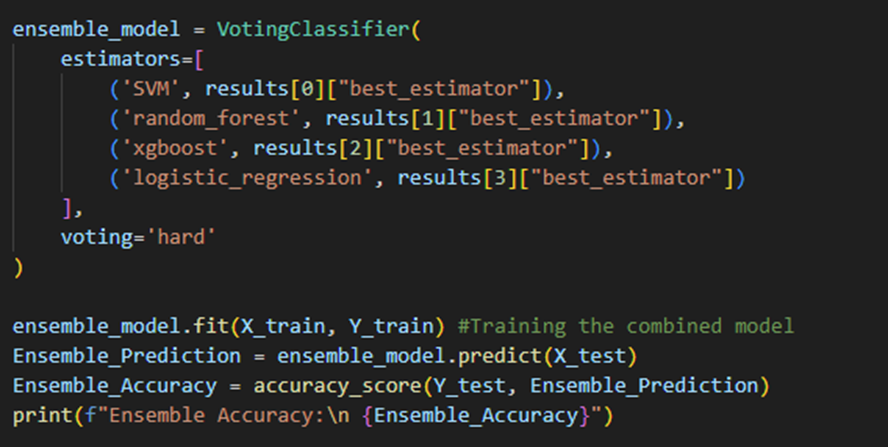 ensemble_model = VotingClassifier(
    estimators=[
        ('SVM', results[0]["best_estimator"]),
        ('random_forest', results[1]["best_estimator"]),
        ('xgboost', results[2]["best_estimator"]),
        ('logistic_regression', results[3]["best_estimator"])
    ],
    voting='hard'
)
ensemble_model.fit(X_train, Y_train) #Training the combined model
Ensemble_Prediction = ensemble_model.predict(X_test)
Ensemble_Accuracy = accuracy_score(Y_test, Ensemble_Prediction)
print(f"Ensemble Accuracy:\n {Ensemble_Accuracy}")